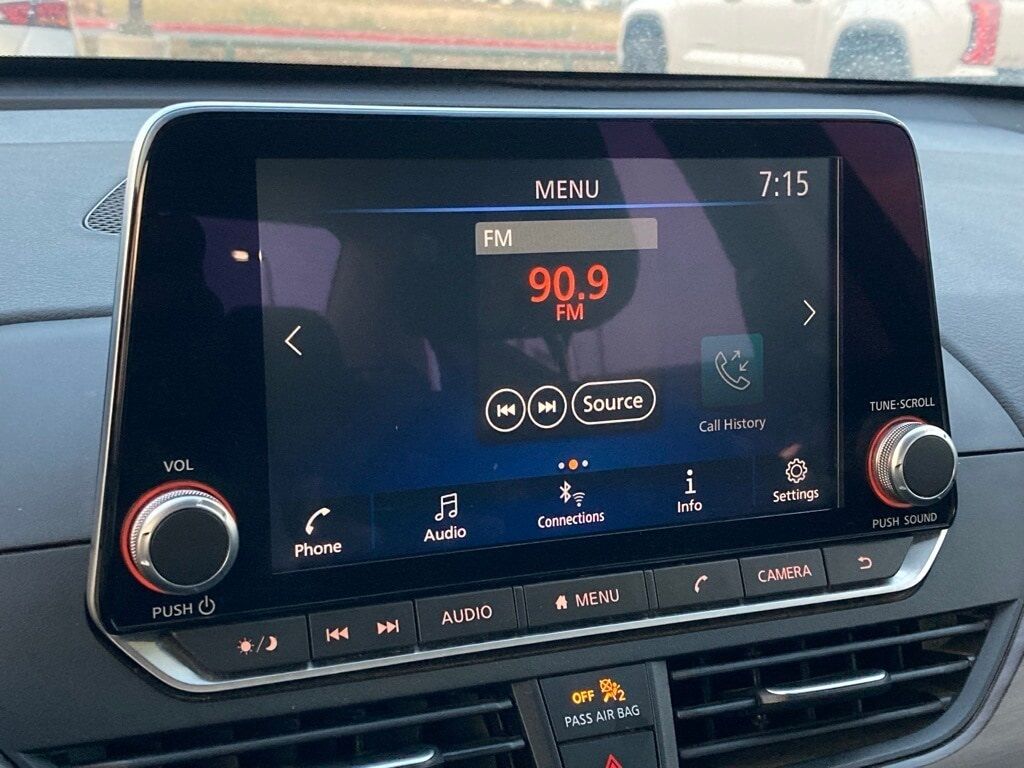 MENU
7:15
FM
90.9
FM
Source
Call History
Phone
Audio
Connections
Info
Settings
VOL
PUSH
TUNE·SCROLL
PUSH SOUND
AUDIO
MENU
CAMERA
OFF 2
PASS AIR BAG